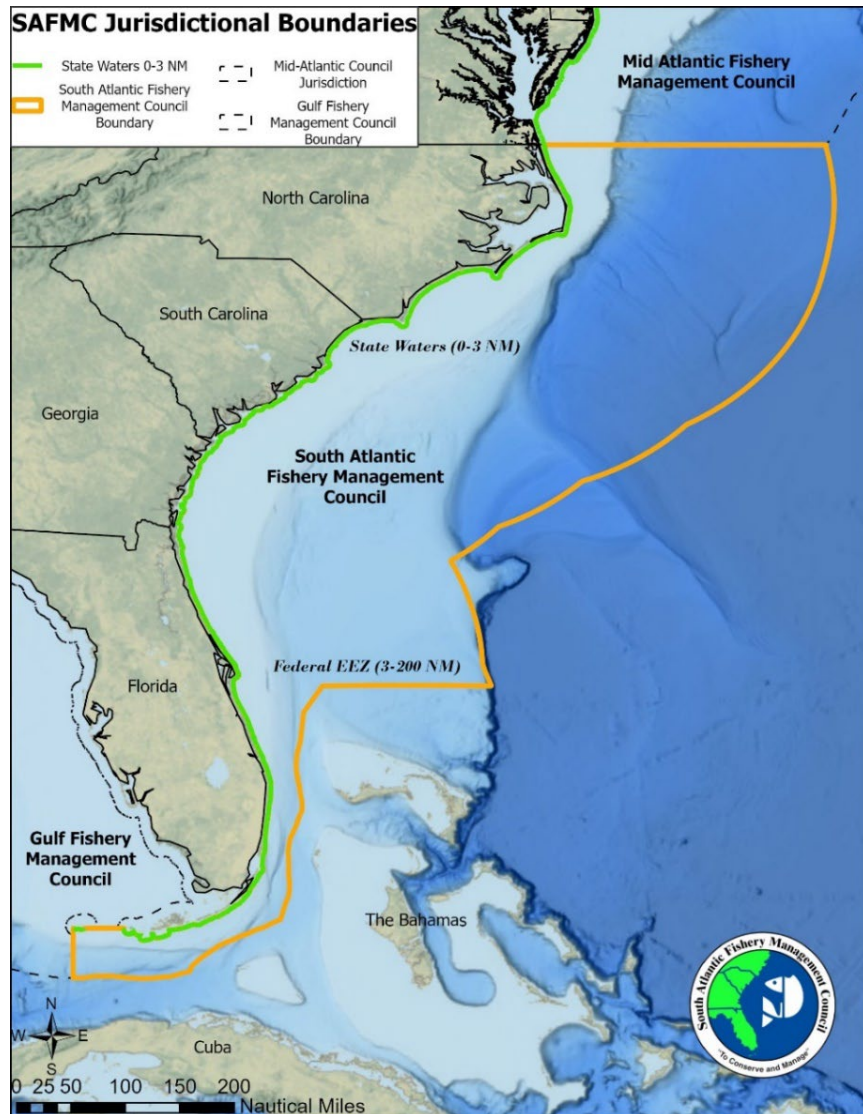 SAFMC Jurisdictional Boundaries
State Waters 0-3 NM
South Atlantic Fishery
Management Council
Boundary
Mid-Atlantic Council
Jurisdiction
Gulf Fishery
Management Council
Boundary
Mid Atlantic Fishery
Management Council
North Carolina
South Carolina
State Waters (0-3 NM)
Georgia
South Atlantic
Fishery Management
Council
Federal EEZ (3-200 NM)
Florida
Gulf Fishery
Management
Council
The Bahamas
South Atlantic Fishery Management Council
"To Conserve and Manage"
N
W
E
S
Cuba
0 25 50 100 150 200
Nautical Miles